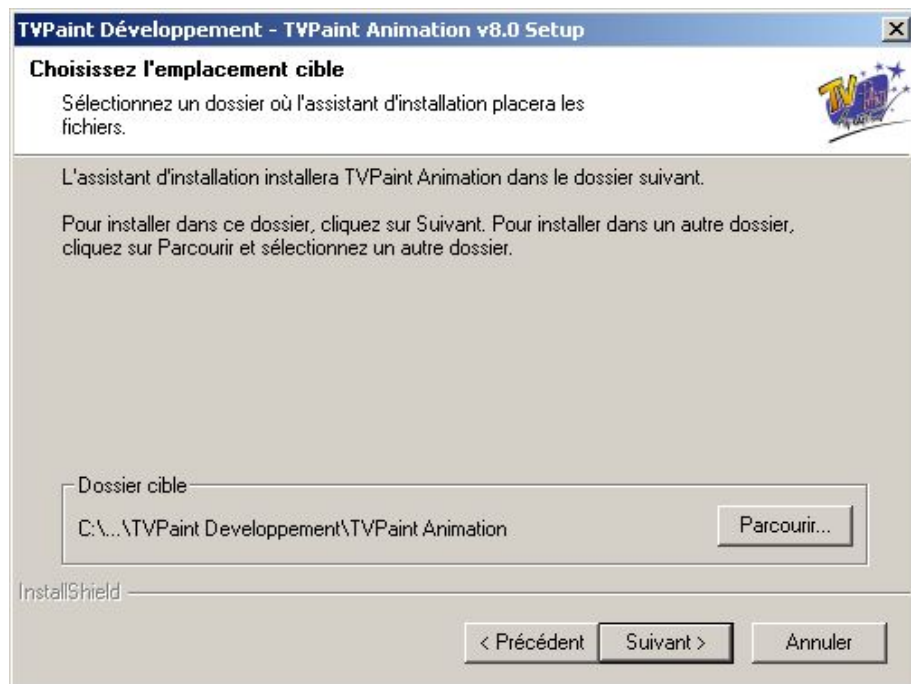 TVPaint Développement - TVPaint Animation v8.0 Setup
Choisissez l'emplacement cible
Sélectionnez un dossier où l'assistant d'installation placera les
fichiers.
TV Paint
L'assistant d'installation installera TVPaint Animation dans le dossier suivant.
Pour installer dans ce dossier, cliquez sur Suivant. Pour installer dans un autre dossier,
cliquez sur Parcourir et sélectionnez un autre dossier.
Dossier cible
C:\...\TVPaint Developpement\TVPaint Animation
Parcourir...
InstallShield
< Précédent
Suivant >
Annuler